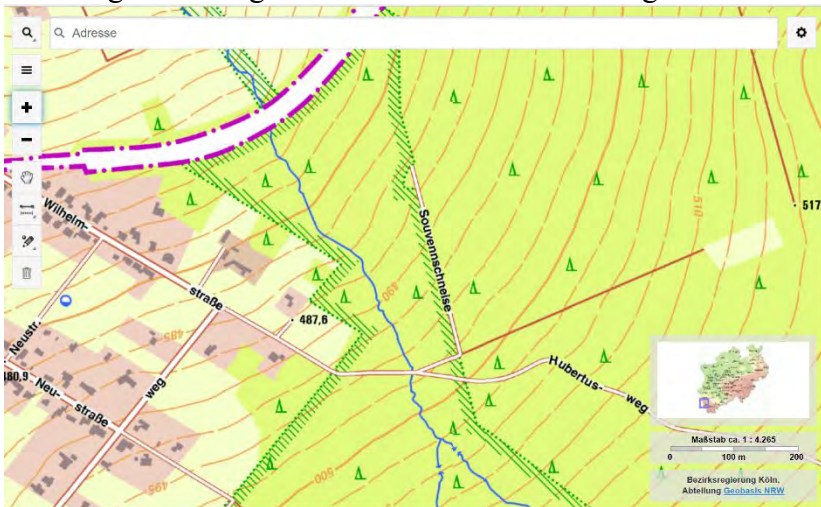 Adresse
Souvennschneise
510
517
Wilhelm-
straße
490
485
487,6
Neustr.
480,9
Neu-
straße
weg
Hubertus-
weg
495
500
Maßstab ca. 1 : 4.265
0 100 m 200
Bezirksregierung Köln.
Abteilung Geobasis NRW